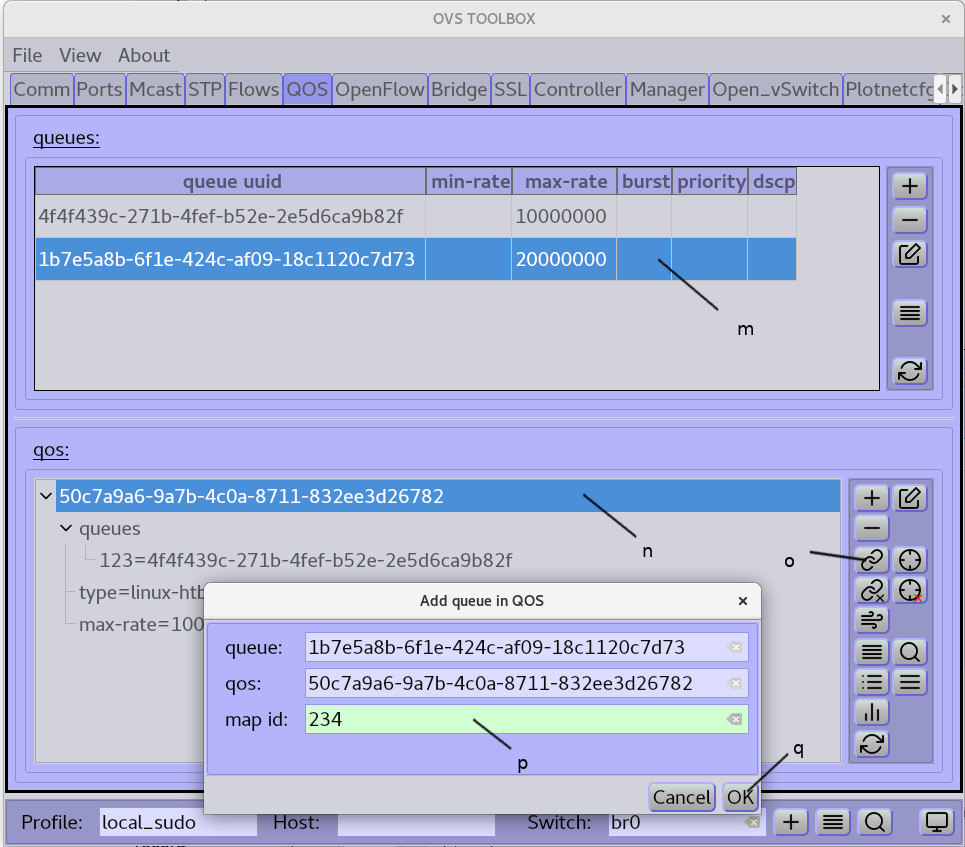 OVS TOOLBOX
File View About
Comm Ports Mcast STP Flows QOS OpenFlow Bridge SSL Controller Manager Open_vSwitch Plotnetcfg
queues:
queue uuid min-rate max-rate burst priority dscp
4f4f439c-271b-4fef-b52e-2e5d6ca9b82f 10000000
1b7e5a8b-6f1e-424c-af09-18c1120c7d73 20000000
m
qos:
50c7a9a6-9a7b-4c0a-8711-832ee3d26782
queues
n
123=4f4f439c-271b-4fef-b52e-2e5d6ca9b82f
o
type=linux-htb
max-rate=100
Add queue in QOS
queue: 1b7e5a8b-6f1e-424c-af09-18c1120c7d73
qos: 50c7a9a6-9a7b-4c0a-8711-832ee3d26782
map id: 234
p
q
Cancel OK
Profile: local_sudo Host: Switch: br0